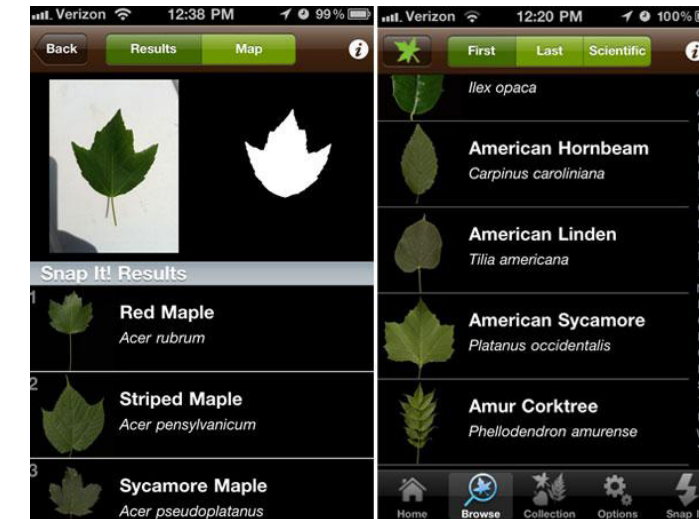 Verizon 12:38 PM 99%
Back Results Map i
Snap It! Results
1
Red Maple
Acer rubrum
2
Striped Maple
Acer pensylvanicum
3
Sycamore Maple
Acer pseudoplatanus
Verizon 12:20 PM 100%
First Last Scientific i
Ilex opaca
American Hornbeam
Carpinus caroliniana
American Linden
Tilia americana
American Sycamore
Platanus occidentalis
Amur Corktree
Phellodendron amurense
Home Browse Collection Options Snap